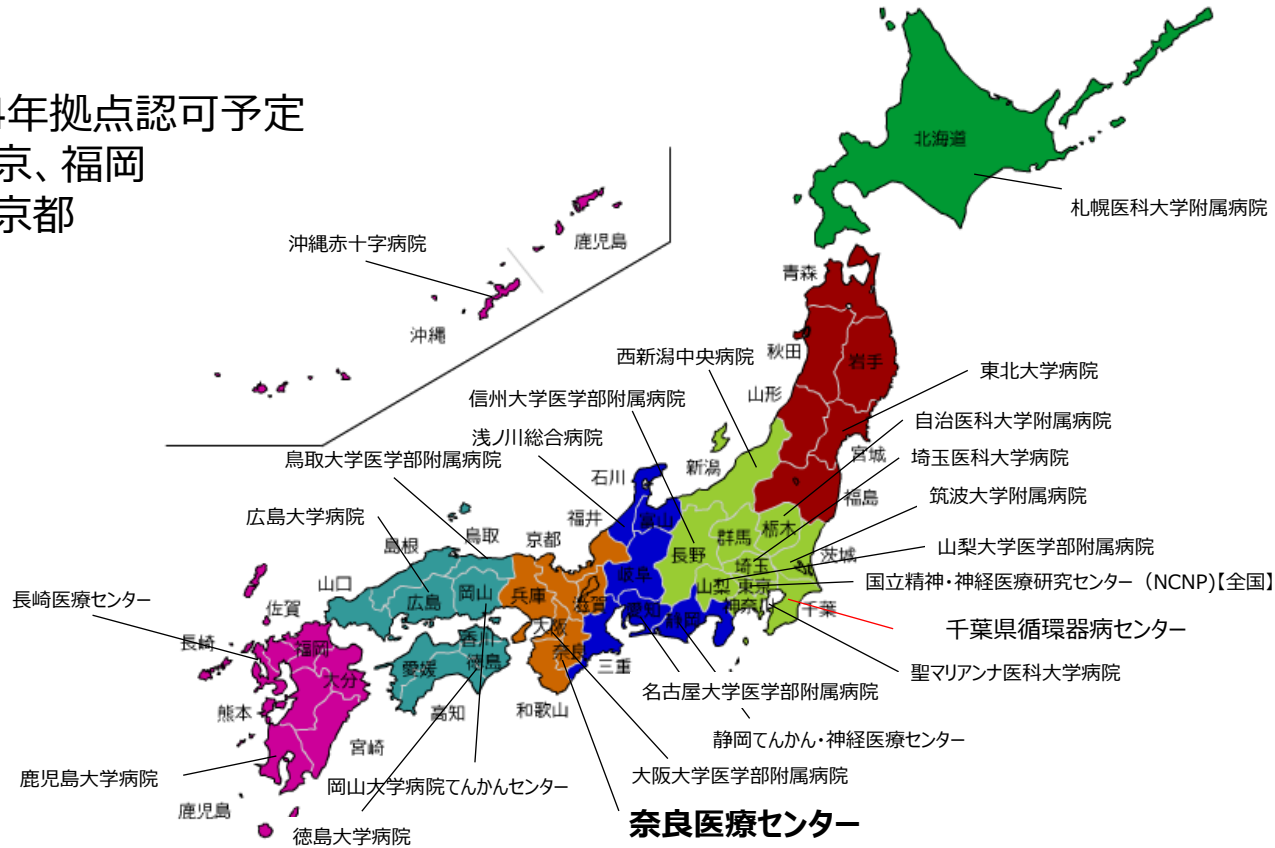 4年拠点認可予定
京、福岡
京都
北海道
札幌医科大学附属病院
沖縄赤十字病院
鹿児島
沖縄
青森
秋田
岩手
西新潟中央病院
山形
東北大学病院
信州大学医学部附属病院
自治医科大学附属病院
浅ノ川総合病院
宮城
埼玉医科大学病院
鳥取大学医学部附属病院
石川
新潟
福島
筑波大学附属病院
広島大学病院
福井
富山
群馬
栃木
鳥取
京都
島根
長野
茨城
山梨大学医学部附属病院
埼玉
岐阜
山梨
東京
国立精神・神経医療研究センター（NCNP)【全国】
山口
広島
岡山
兵庫
滋賀
長崎医療センター
佐賀
愛知
静岡
神奈川
千葉
千葉県循環器病センター
大阪
長崎
福岡
香川
奈良
愛媛
徳島
三重
聖マリアンナ医科大学病院
大分
名古屋大学医学部附属病院
熊本
高知
和歌山
静岡てんかん・神経医療センター
宮崎
鹿児島大学病院
岡山大学病院てんかんセンター
大阪大学医学部附属病院
鹿児島
奈良医療センター
徳島大学病院